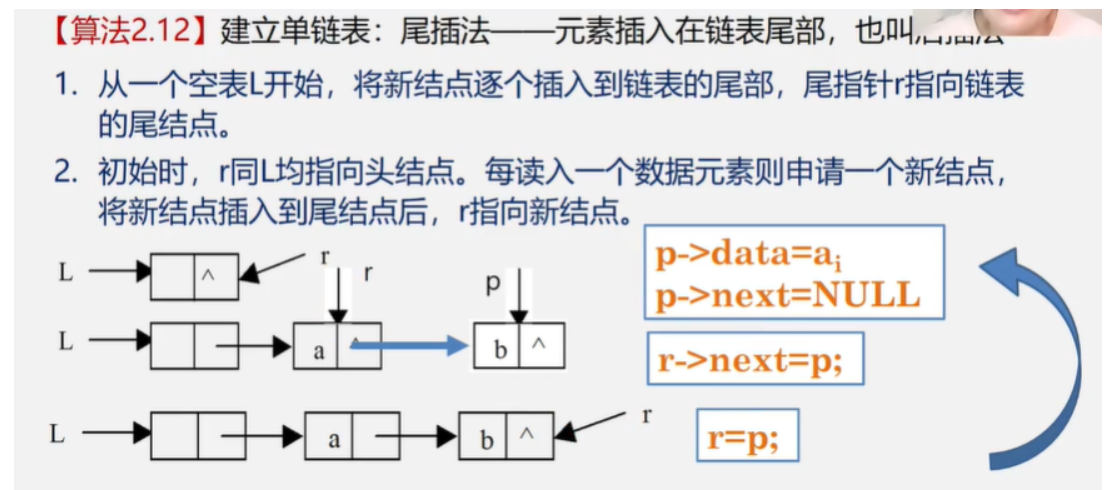 【算法2.12】建立单链表：尾插法——元素插入在链表尾部，也叫
1. 从一个空表L开始，将新结点逐个插入到链表的尾部，尾指针r指向链表
的尾结点。
2. 初始时，r同L均指向头结点。每读入一个数据元素则申请一个新结点，
将新结点插入到尾结点后，r指向新结点。
L ^ r
r p
L a ^ b ^
L a b ^ r
p->data=aᵢ
p->next=NULL
r->next=p;
r=p;